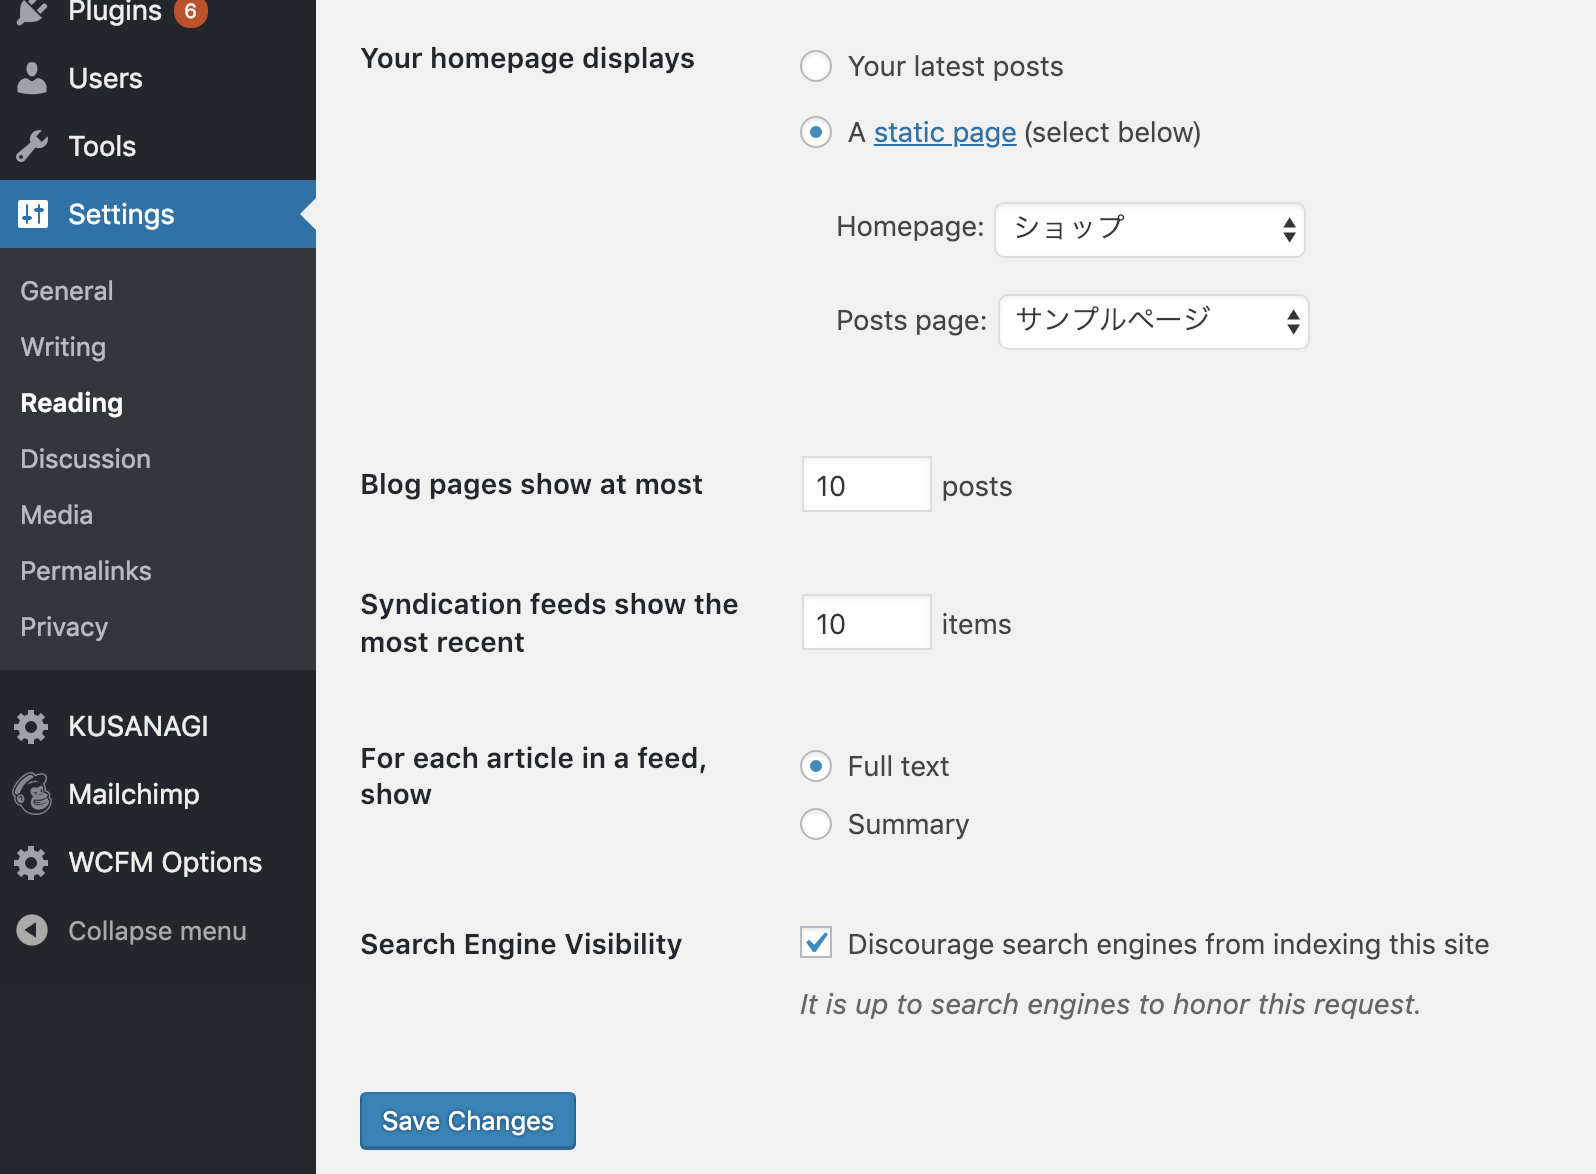 Plugins 6
Users
Tools
Settings
General
Writing
Reading
Discussion
Media
Permalinks
Privacy
KUSANAGI
Mailchimp
WCFM Options
Collapse menu
Your homepage displays
Your latest posts
A static page (select below)
Homepage: ショップ
Posts page: サンプルページ
Blog pages show at most
10 posts
Syndication feeds show the
most recent
10 items
For each article in a feed,
show
Full text
Summary
Search Engine Visibility
Discourage search engines from indexing this site
It is up to search engines to honor this request.
Save Changes